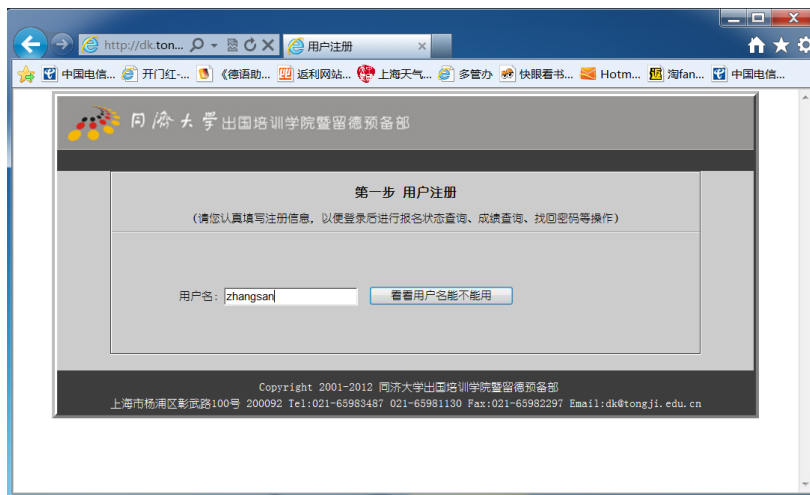 http://dk.ton...
用户注册
中国电信...
开门红-...
《德语助...
返利网站...
上海天气...
多管办
快眼看书...
Hotm...
淘fan...
中国电信...
同济大学出国培训学院暨留德预备部
第一步 用户注册
(请您认真填写注册信息, 以便登录后进行报名状态查询、成绩查询、找回密码等操作)
用户名: zhangsan
看看用户名能不能用
Copyright 2001-2012 同济大学出国培训学院暨留德预备部
上海市杨浦区彰武路100号 200092 Tel:021-65983487 021-65981130 Fax:021-65982297 Email:dk@tongji.edu.cn